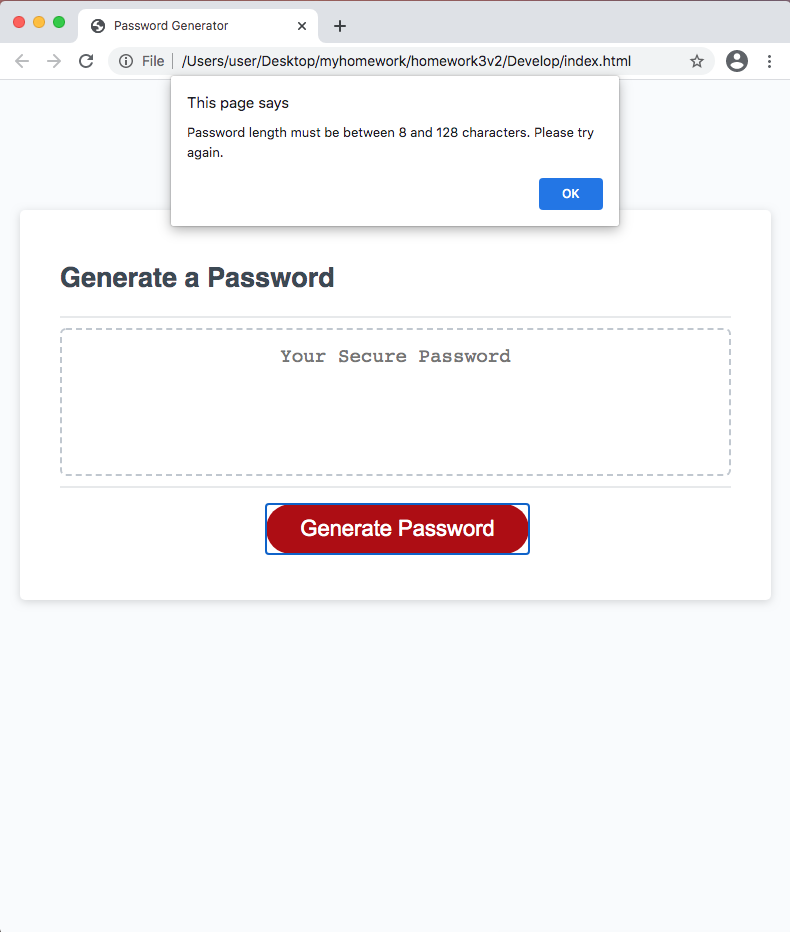 Password Generator
File
/Users/user/Desktop/myhomework/homework3v2/Develop/index.html
This page says
Password length must be between 8 and 128 characters. Please try
again.
OK
Generate a Password
Your Secure Password
Generate Password